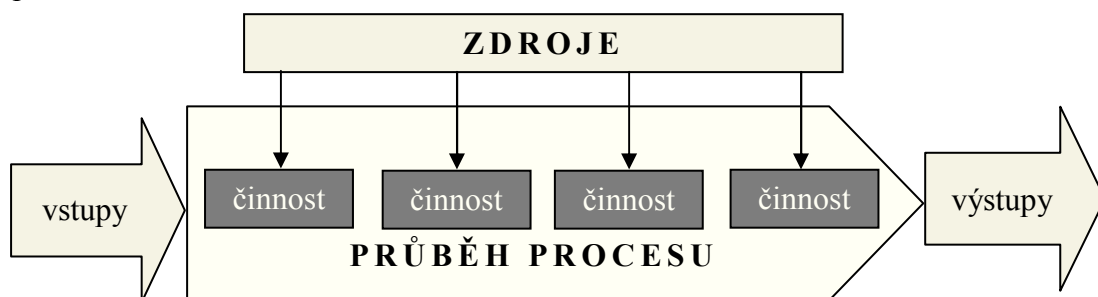 ZDROJE
vstupy
činnost činnost činnost činnost
výstupy
PRŮBĚH PROCESU